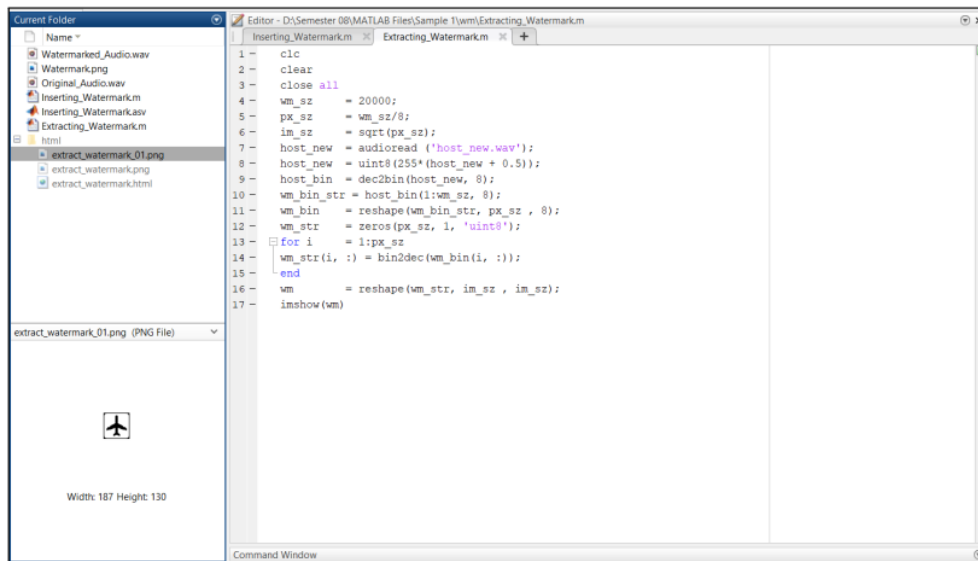 Current Folder
Name
Watermarked_Audio.wav
Watermark.png
Original_Audio.wav
Inserting_Watermark.m
Inserting_Watermark.asv
Extracting_Watermark.m
html
extract_watermark_01.png
extract_watermark.png
extract_watermark.html
extract_watermark_01.png (PNG File)
Width: 187 Height: 130
Editor - D:\Semester 08\MATLAB Files\Sample 1\wm\Extracting_Watermark.m
Inserting_Watermark.m Extracting_Watermark.m
1 - clc
2 - clear
3 - close all
4 - wm_sz = 20000;
5 - px_sz = wm_sz/8;
6 - im_sz = sqrt(px_sz);
7 - host_new = audioread ('host_new.wav');
8 - host_new = uint8(255*(host_new + 0.5));
9 - host_bin = dec2bin(host_new, 8);
10 - wm_bin_str = host_bin(1:wm_sz, 8);
11 - wm_bin = reshape(wm_bin_str, px_sz , 8);
12 - wm_str = zeros(px_sz, 1, 'uint8');
13 - for i = 1:px_sz
14 - wm_str(i, :) = bin2dec(wm_bin(i, :));
15 - end
16 - wm = reshape(wm_str, im_sz , im_sz);
17 - imshow(wm)
Command Window